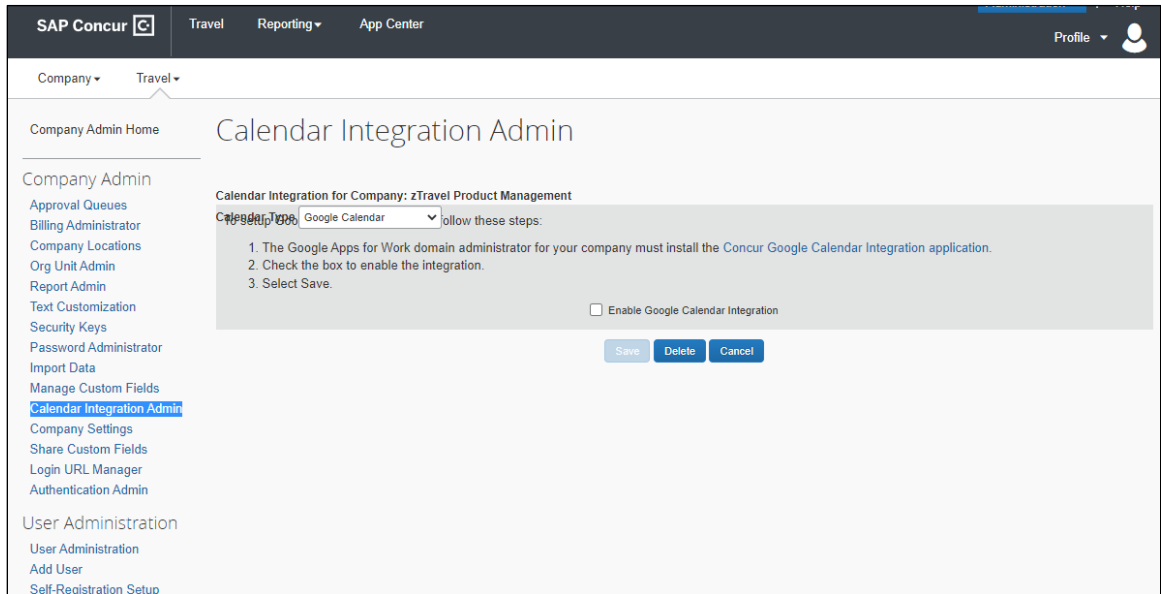 SAP Concur
Travel
Reporting
App Center
Profile
Company
Travel
Company Admin Home
Company Admin
Approval Queues
Billing Administrator
Company Locations
Org Unit Admin
Report Admin
Text Customization
Security Keys
Password Administrator
Import Data
Manage Custom Fields
Calendar Integration Admin
Company Settings
Share Custom Fields
Login URL Manager
Authentication Admin
User Administration
User Administration
Add User
Self-Registration Setup
Calendar Integration Admin
Calendar Integration for Company: zTravel Product Management
Calendar Type Google Calendar
To setup Goo follow these steps:
1. The Google Apps for Work domain administrator for your company must install the Concur Google Calendar Integration application.
2. Check the box to enable the integration.
3. Select Save.
Enable Google Calendar Integration
Save Delete Cancel